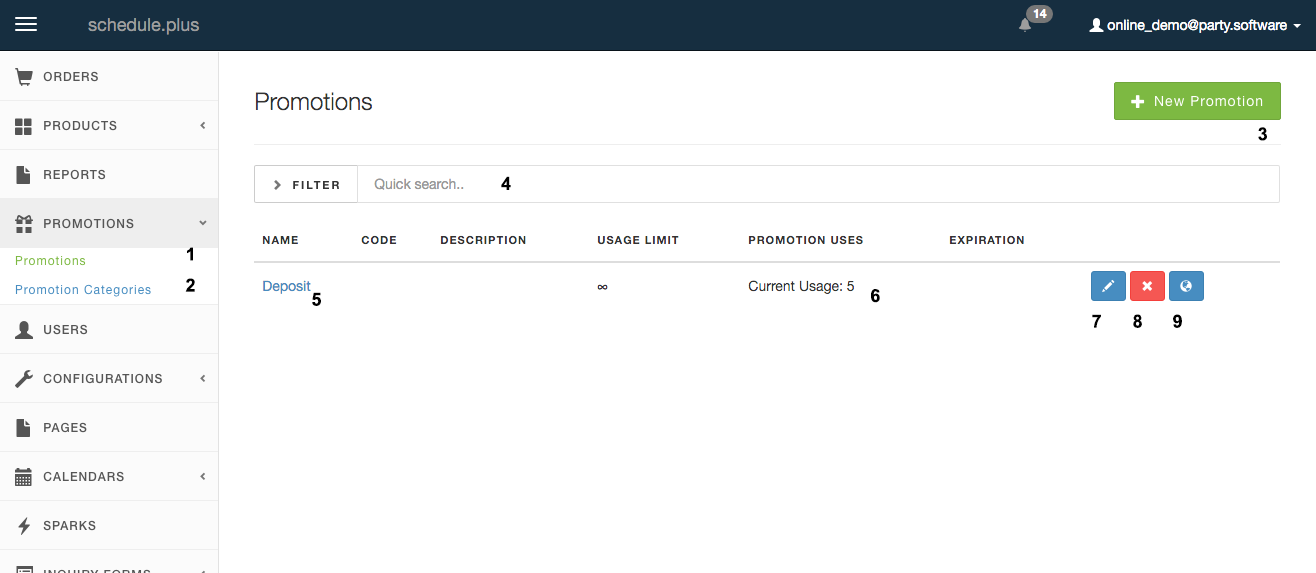 schedule.plus
14
online_demo@party.software
ORDERS
PRODUCTS
REPORTS
PROMOTIONS
Promotions 1
Promotion Categories 2
USERS
CONFIGURATIONS
PAGES
CALENDARS
SPARKS
INQUIRY FORMS
Promotions
New Promotion
3
FILTER Quick search.. 4
NAME CODE DESCRIPTION USAGE LIMIT PROMOTION USES EXPIRATION
Deposit ∞ Current Usage: 5
5 6
7 8 9